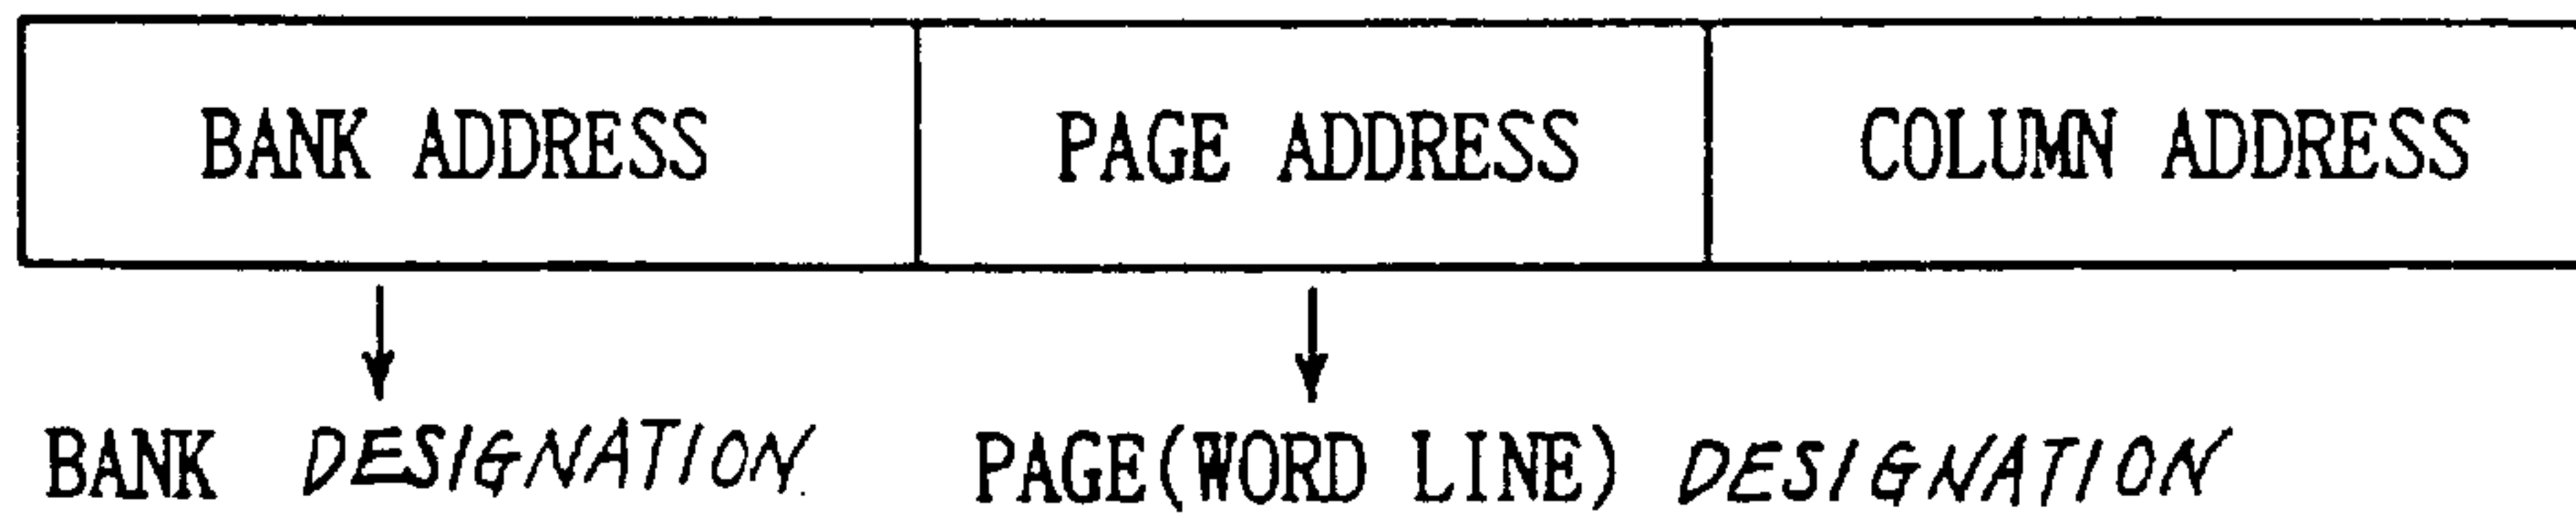 BANK ADDRESS PAGE ADDRESS COLUMN ADDRESS
BANK DESIGNATION PAGE(WORD LINE) DESIGNATION